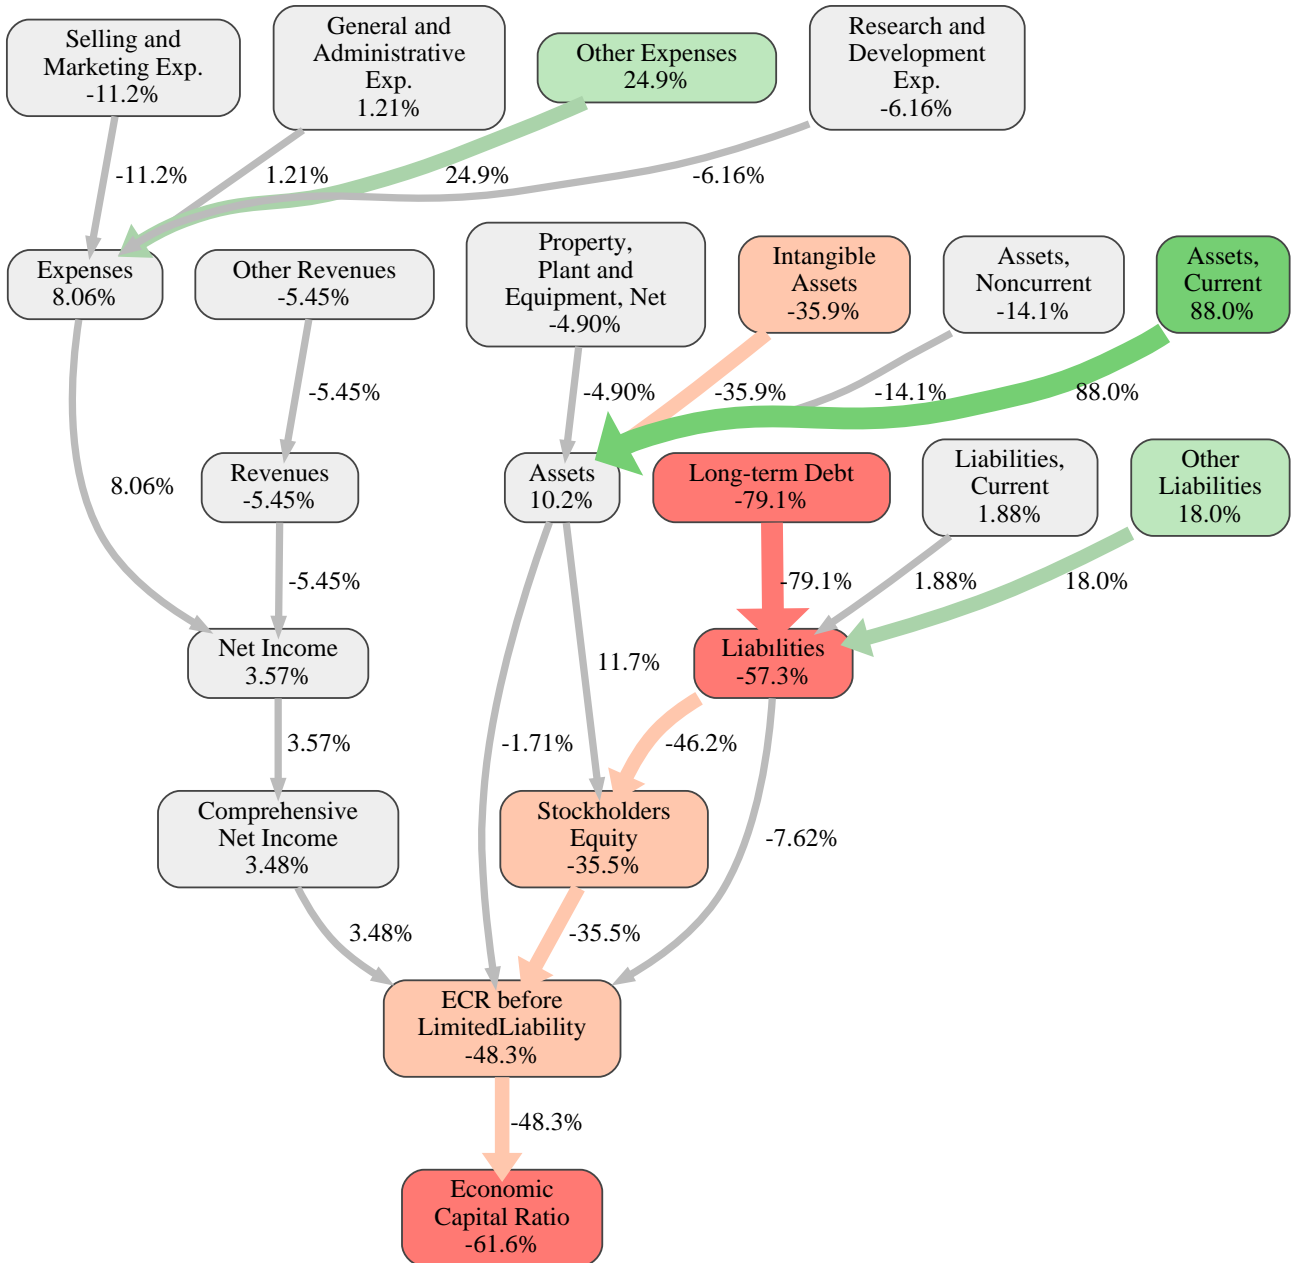 Selling and
Marketing Exp.
-11.2%
General and
Administrative
Exp.
1.21%
Other Expenses
24.9%
Research and
Development
Exp.
-6.16%
-11.2%
1.21%
24.9%
-6.16%
Expenses
8.06%
Other Revenues
-5.45%
Property,
Plant and
Equipment, Net
-4.90%
Intangible
Assets
-35.9%
Assets,
Noncurrent
-14.1%
Assets,
Current
88.0%
-5.45%
-4.90%
-35.9%
-14.1%
88.0%
8.06%
Revenues
-5.45%
Assets
10.2%
Long-term Debt
-79.1%
Liabilities,
Current
1.88%
Other
Liabilities
18.0%
-5.45%
-79.1%
1.88%
18.0%
Net Income
3.57%
11.7%
Liabilities
-57.3%
3.57%
-1.71%
-46.2%
Comprehensive
Net Income
3.48%
Stockholders
Equity
-35.5%
-7.62%
3.48%
-35.5%
ECR before
LimitedLiability
-48.3%
-48.3%
Economic
Capital Ratio
-61.6%